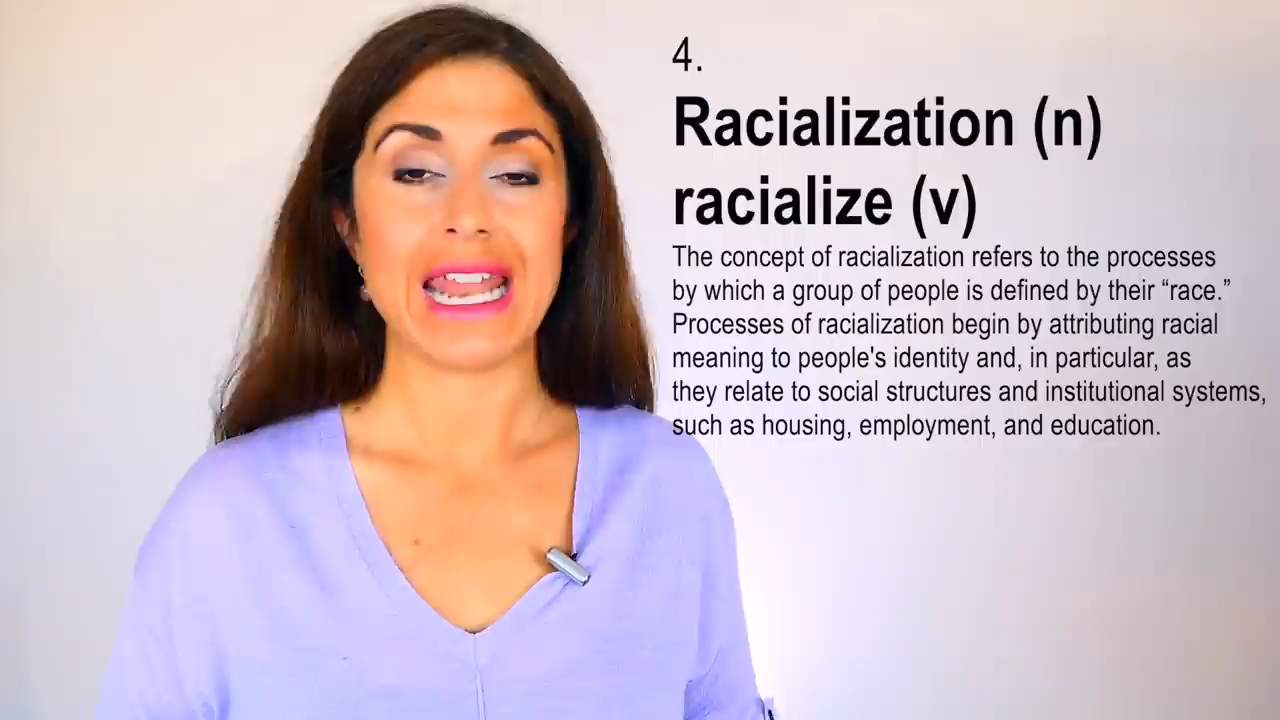 4.
Racialization (n)
racialize (v)
The concept of racialization refers to the processes
by which a group of people is defined by their “race.”
Processes of racialization begin by attributing racial
meaning to people's identity and, in particular, as
they relate to social structures and institutional systems,
such as housing, employment, and education.